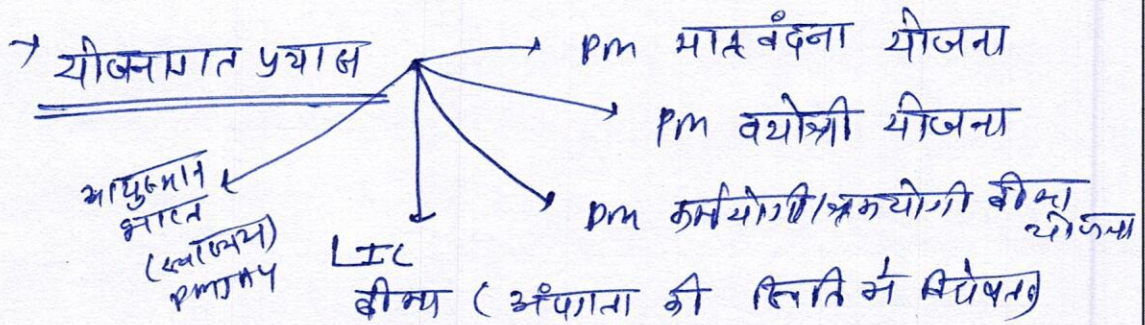 → योजनागत प्रयास
PM मातृ वंदना योजना
PM वयोश्री योजना
PM कर्मयोगी/श्रमयोगी बीमा
योजना
LIC
बीमा (अपंगता की स्थिति में विशेषतः)
आयुष्मान
भारत
(स्वास्थ्य)
PMJAY